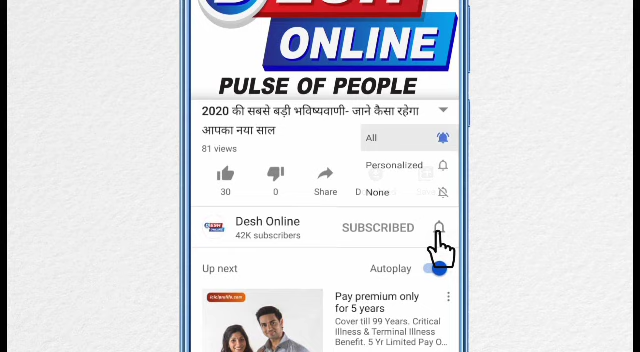 DESH
ONLINE
PULSE OF PEOPLE
2020 की सबसे बड़ी भविष्यवाणी- जाने कैसा रहेगा
आपका नया साल
81 views
All
Personalized
None
30
0
Share
Desh Online
42K subscribers
SUBSCRIBED
Up next
Autoplay
Pay premium only
for 5 years
Cover till 99 Years. Critical
Illness & Terminal Illness
Benefit. 5 Yr Limited Pay O...